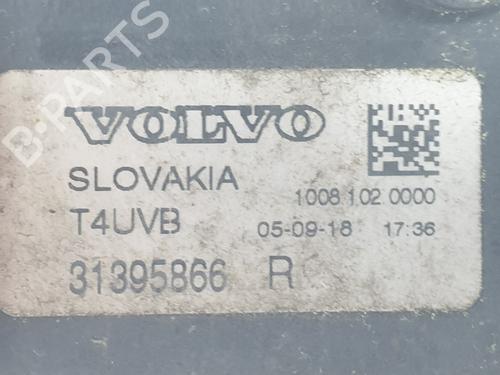 B-PARTS
VOLVO
SLOVAKIA
1008 102 0000
T4UVB 05-09-18 17:36
31395866 R